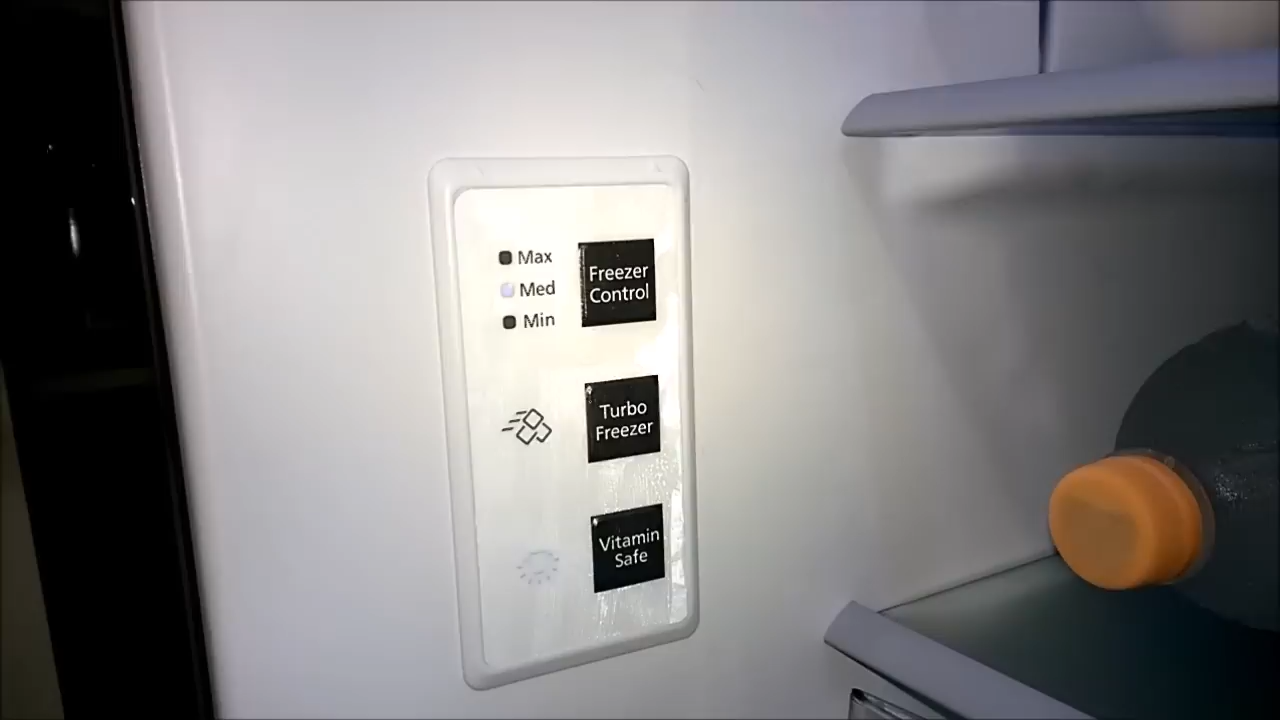 Max
Med
Min
Freezer
Control
Turbo
Freezer
Vitamin
Safe